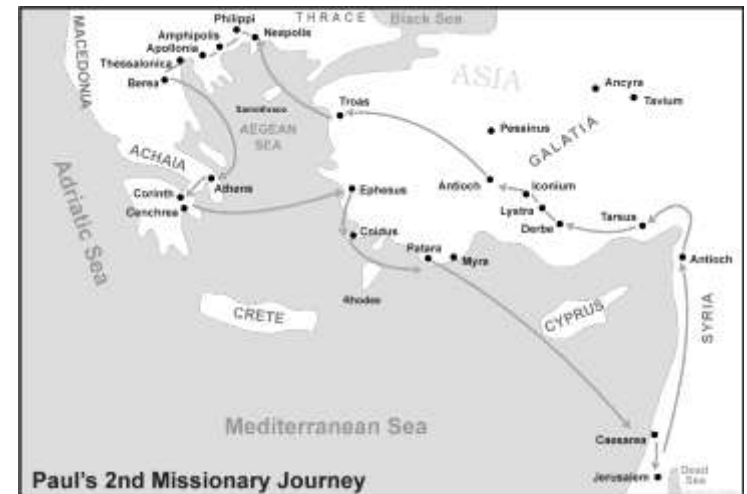 THRACE
Black Sea
Philippi
Neapolis
Amphipolis
Apollonia
Thessalonica
Berea
MACEDONIA
ASIA
Ancyra
Tavium
Troas
Samothrace
AEGEAN
SEA
Pessinus
GALATIA
ACHAIA
Athens
Corinth
Cenchrea
Ephesus
Antioch
Iconium
Lystra
Derbe
Tarsus
Adriatic Sea
Cnidus
Patara
Myra
Antioch
Rhodes
CRETE
CYPRUS
SYRIA
Mediterranean Sea
Caesarea
Jerusalem
Dead
Sea
Paul's 2nd Missionary Journey